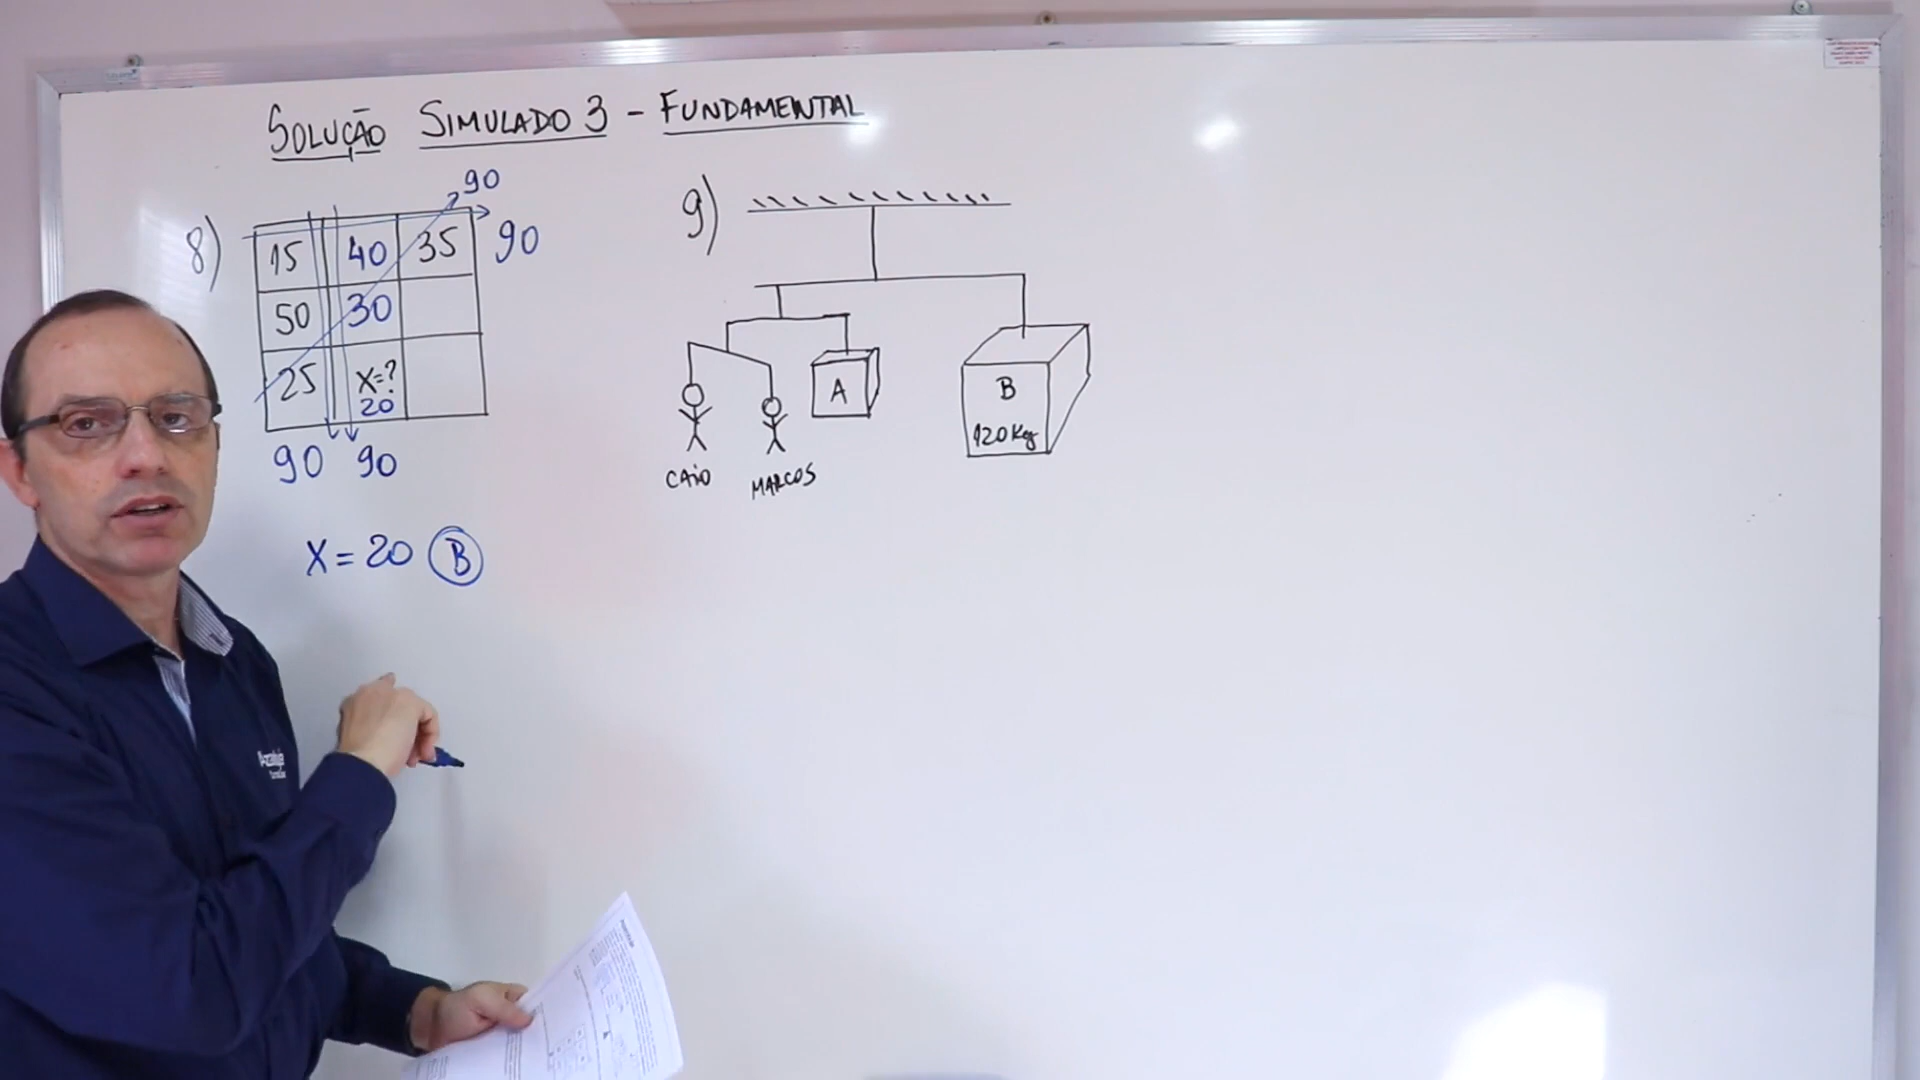 SOLUÇÃO SIMULADO 3 - FUNDAMENTAL
8)
90
15 40 35 90
50 30
25 X=?
20
90 90
X = 20 B
9)
A
B
120 Kg
CAIO MARCOS